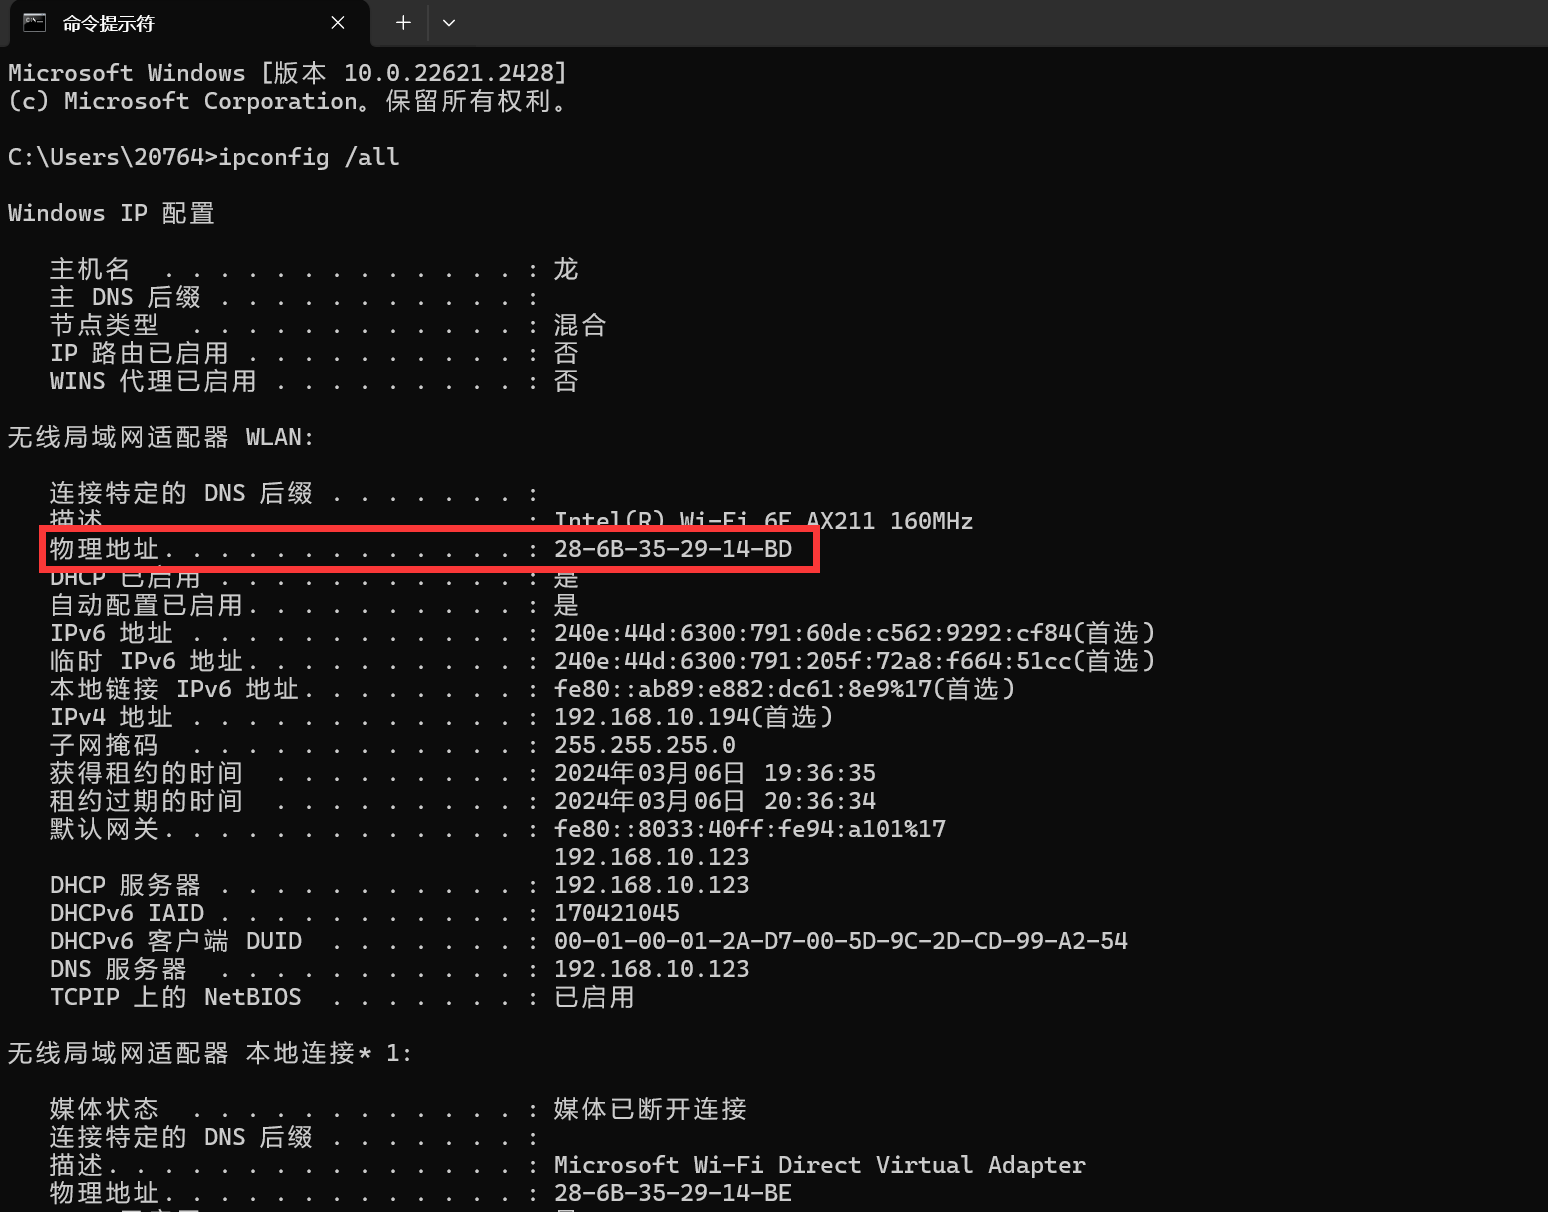 命令提示符
Microsoft Windows [版本 10.0.22621.2428]
(c) Microsoft Corporation。保留所有权利。
C:\Users\20764>ipconfig /all
Windows IP 配置
主机名  . . . . . . . . . . . . . : 龙
主 DNS 后缀 . . . . . . . . . . . :
节点类型  . . . . . . . . . . . . : 混合
IP 路由已启用 . . . . . . . . . . : 否
WINS 代理已启用 . . . . . . . . . : 否
无线局域网适配器 WLAN:
连接特定的 DNS 后缀 . . . . . . . :
描述 : Intel(R) Wi-Fi 6E AX211 160MHz
物理地址. . . . . . . . . . . . . : 28-6B-35-29-14-BD
DHCP 已启用 . . . . . . . . . . . : 是
自动配置已启用. . . . . . . . . . : 是
IPv6 地址 . . . . . . . . . . . . : 240e:44d:6300:791:60de:c562:9292:cf84(首选)
临时 IPv6 地址. . . . . . . . . . : 240e:44d:6300:791:205f:72a8:f664:51cc(首选)
本地链接 IPv6 地址. . . . . . . . : fe80::ab89:e882:dc61:8e9%17(首选)
IPv4 地址 . . . . . . . . . . . . : 192.168.10.194(首选)
子网掩码  . . . . . . . . . . . . : 255.255.255.0
获得租约的时间  . . . . . . . . . : 2024年03月06日 19:36:35
租约过期的时间  . . . . . . . . . : 2024年03月06日 20:36:34
默认网关. . . . . . . . . . . . . : fe80::8033:40ff:fe94:a101%17
192.168.10.123
DHCP 服务器 . . . . . . . . . . . : 192.168.10.123
DHCPv6 IAID . . . . . . . . . . . : 170421045
DHCPv6 客户端 DUID  . . . . . . . : 00-01-00-01-2A-D7-00-5D-9C-2D-CD-99-A2-54
DNS 服务器  . . . . . . . . . . . : 192.168.10.123
TCPIP 上的 NetBIOS  . . . . . . . : 已启用
无线局域网适配器 本地连接* 1:
媒体状态  . . . . . . . . . . . . : 媒体已断开连接
连接特定的 DNS 后缀 . . . . . . . :
描述. . . . . . . . . . . . . . . : Microsoft Wi-Fi Direct Virtual Adapter
物理地址. . . . . . . . . . . . . : 28-6B-35-29-14-BE